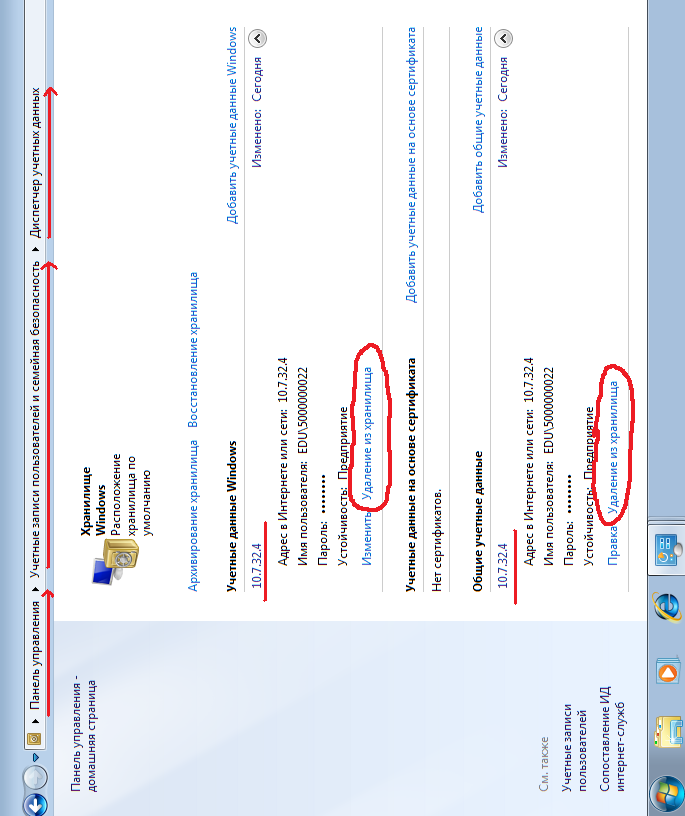 Панель управления ▸ Учетные записи пользователей и семейная безопасность ▸ Диспетчер учетных данных
Панель управления -
домашняя страница
Хранилище
Windows
Расположение
хранилища по
умолчанию
Архивирование хранилища Восстановление хранилища
Учетные данные Windows Добавить учетные данные Windows
10.7.32.4 Изменено: Сегодня
Адрес в Интернете или сети: 10.7.32.4
Имя пользователя: EDU\5000000022
Пароль: ••••••••
Устойчивость: Предприятие
Изменить Удаление из хранилища
Учетные данные на основе сертификата Добавить учетные данные на основе сертификата
Нет сертификатов.
Общие учетные данные Добавить общие учетные данные
10.7.32.4 Изменено: Сегодня
Адрес в Интернете или сети: 10.7.32.4
Имя пользователя: EDU\5000000022
Пароль: ••••••••
Устойчивость: Предприятие
Правка Удаление из хранилища
См. также
Учетные записи
пользователей
Сопоставление ИД
интернет-служб